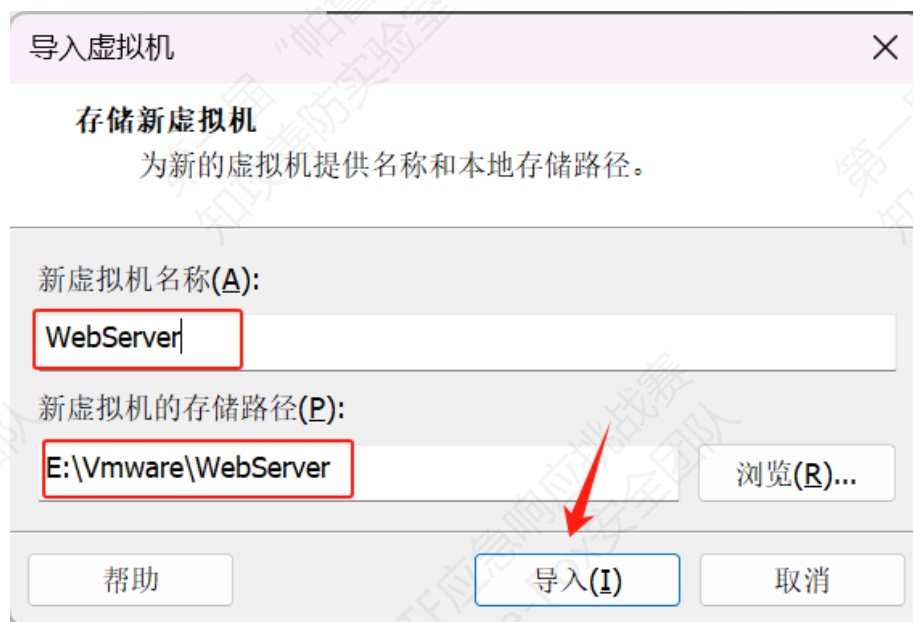 导入虚拟机
存储新虚拟机
为新的虚拟机提供名称和本地存储路径。
新虚拟机名称(A):
WebServer
新虚拟机的存储路径(P):
E:\Vmware\WebServer
浏览(R)...
帮助
导入(I)
取消